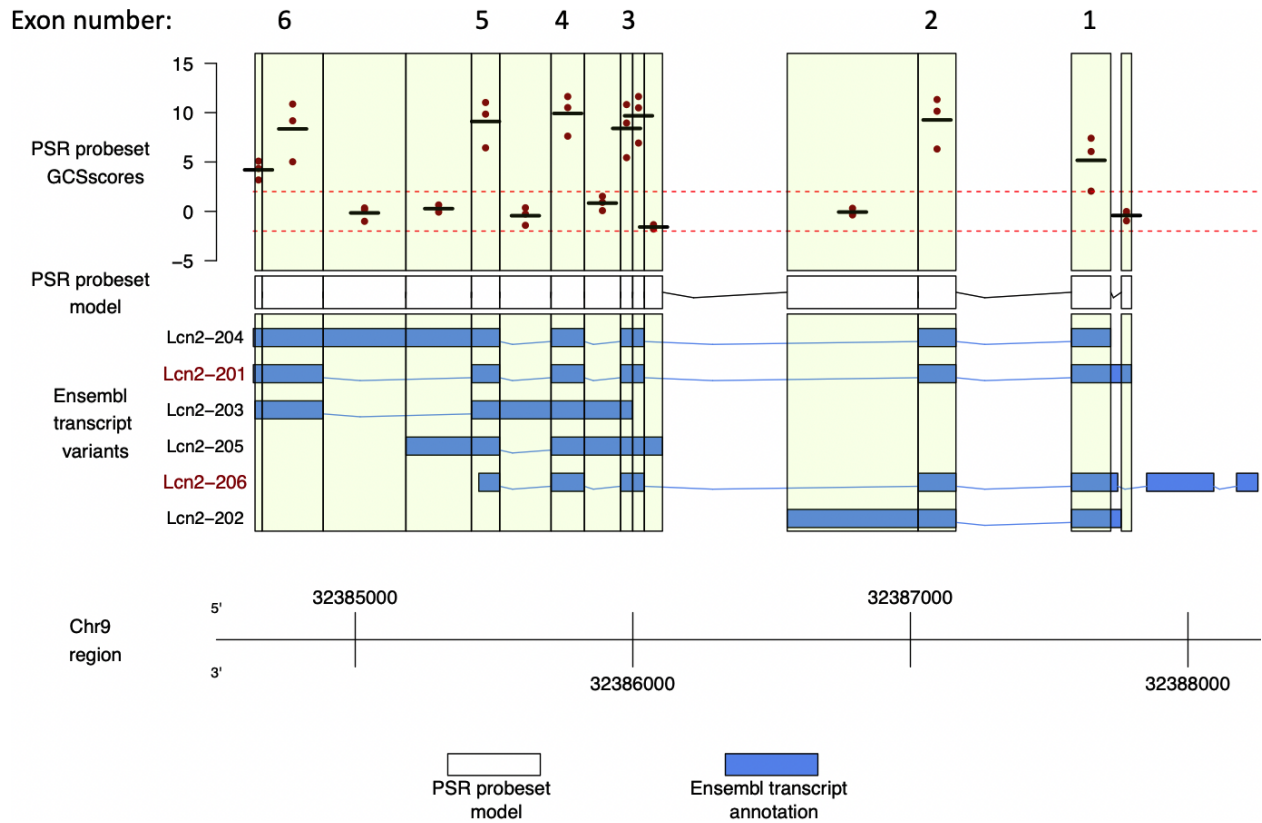 Exon number: 6 5 4 3 2 1
15
10
5
0
−5
PSR probeset
GCSscores
PSR probeset
model
Lcn2−204
Lcn2−201
Lcn2−203
Lcn2−205
Lcn2−206
Lcn2−202
Ensembl
transcript
variants
32385000 32387000
5'
Chr9
region
3'
32386000 32388000
PSR probeset
model
Ensembl transcript
annotation